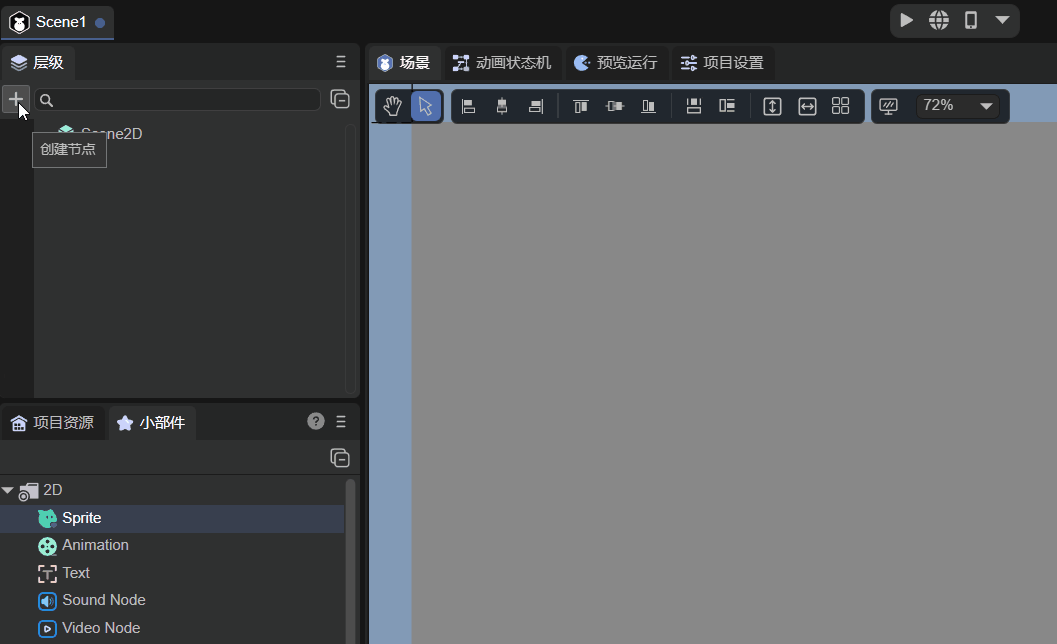 Scene1
层级
场景
动画状态机
预览运行
项目设置
72%
Scene2D
创建节点
项目资源
小部件
?
2D
Sprite
Animation
Text
Sound Node
Video Node